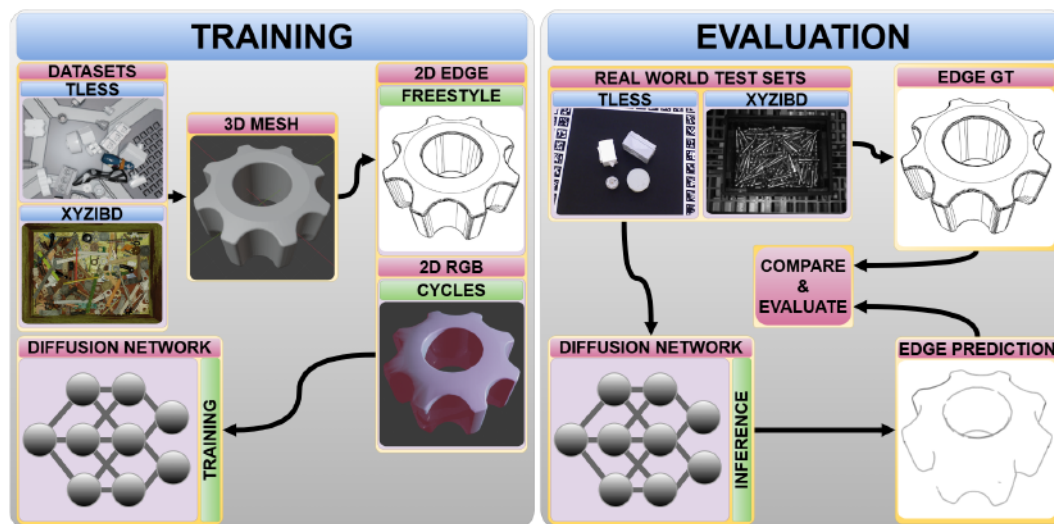 TRAINING
DATASETS
TLESS
XYZIBD
3D MESH
2D EDGE
FREESTYLE
2D RGB
CYCLES
DIFFUSION NETWORK
TRAINING
EVALUATION
REAL WORLD TEST SETS
TLESS
XYZIBD
EDGE GT
COMPARE
&
EVALUATE
DIFFUSION NETWORK
INFERENCE
EDGE PREDICTION